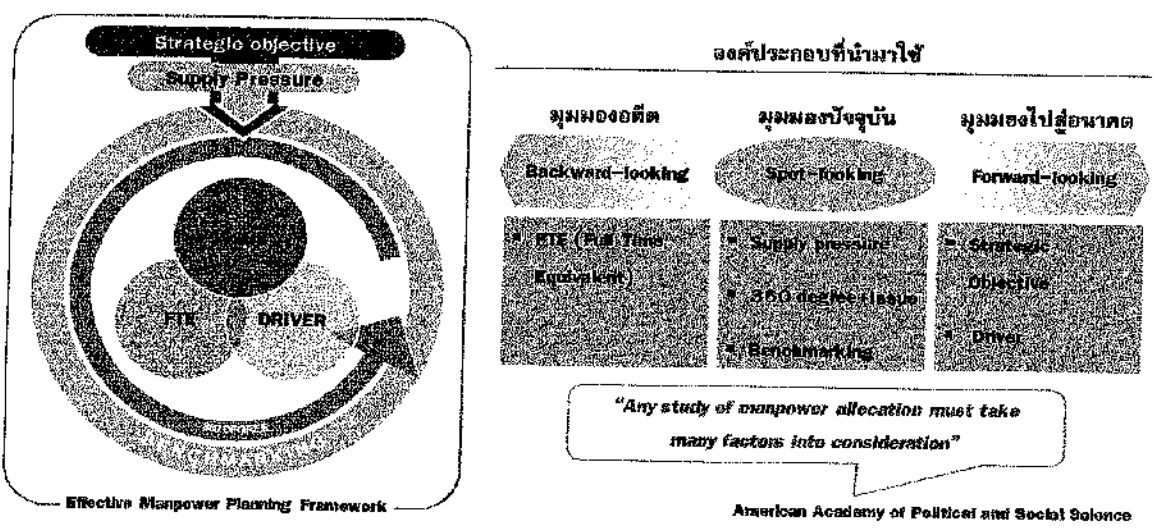 Strategic objective
Supply Pressure
FTE
DRIVER
BENCHMARKING
Effective Manpower Planning Framework
องค์ประกอบที่นำมาใช้
มุมมองอดีต
มุมมองปัจจุบัน
มุมมองไปสู่อนาคต
Backward-looking
Spot-looking
Forward-looking
▪ FTE (Full Time
Equivalent)
▪ Supply pressure
▪ 360 degree+Issue
▪ Benchmarking
▪ Strategic
Objective
▪ Driver
"Any study of manpower allocation must take
many factors into consideration"
American Academy of Political and Social Science